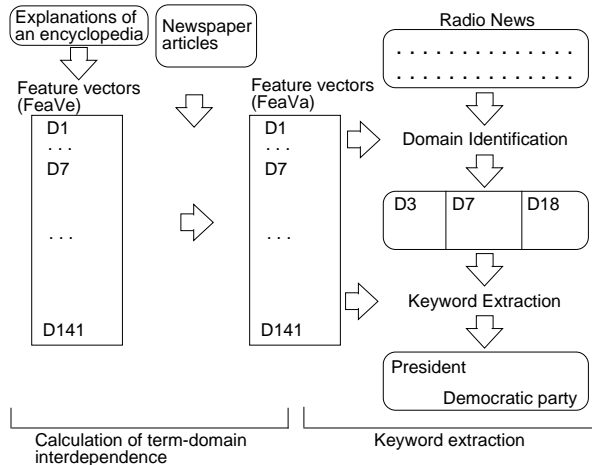 Explanations of
an encyclopedia
Newspaper
articles
Radio News
. . . . . . . . . . . . . .
. . . . . . . . . . . . . .
Feature vectors
(FeaVe)
Feature vectors
(FeaVa)
D1
. . .
D7
. . .
D141
D1
. . .
D7
. . .
D141
Domain Identification
D3
D7
D18
Keyword Extraction
President
Democratic party
Calculation of term-domain
interdependence
Keyword extraction